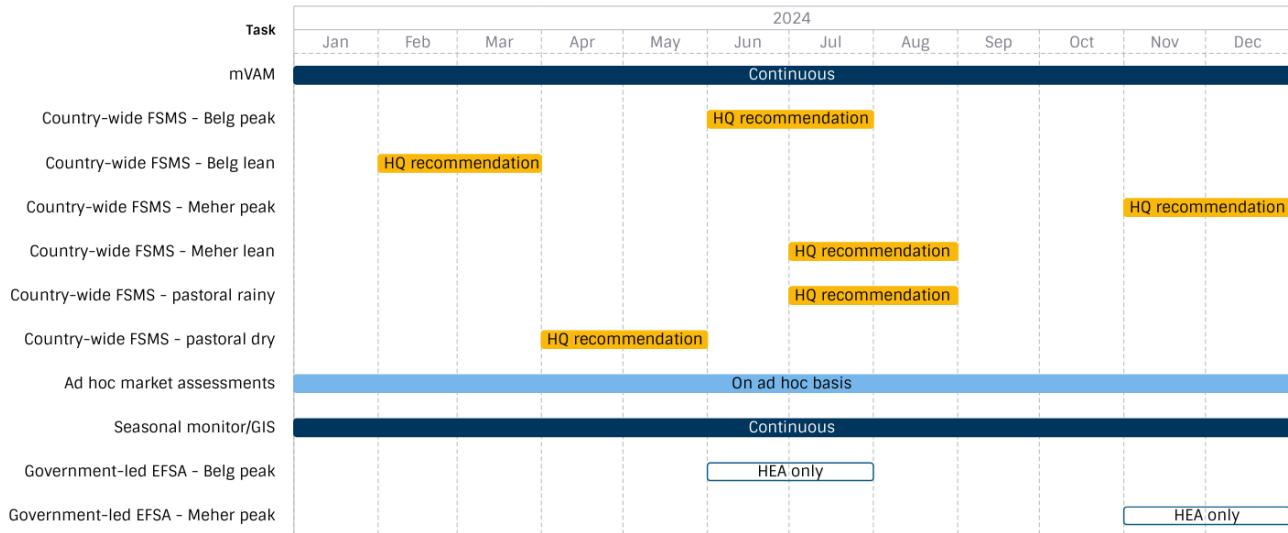 2024
Task
Jan Feb Mar Apr May Jun Jul Aug Sep Oct Nov Dec
mVAM Continuous
Country-wide FSMS - Belg peak HQ recommendation
Country-wide FSMS - Belg lean HQ recommendation
Country-wide FSMS - Meher peak HQ recommendation
Country-wide FSMS - Meher lean HQ recommendation
Country-wide FSMS - pastoral rainy HQ recommendation
Country-wide FSMS - pastoral dry HQ recommendation
Ad hoc market assessments On ad hoc basis
Seasonal monitor/GIS Continuous
Government-led EFSA - Belg peak HEA only
Government-led EFSA - Meher peak HEA only